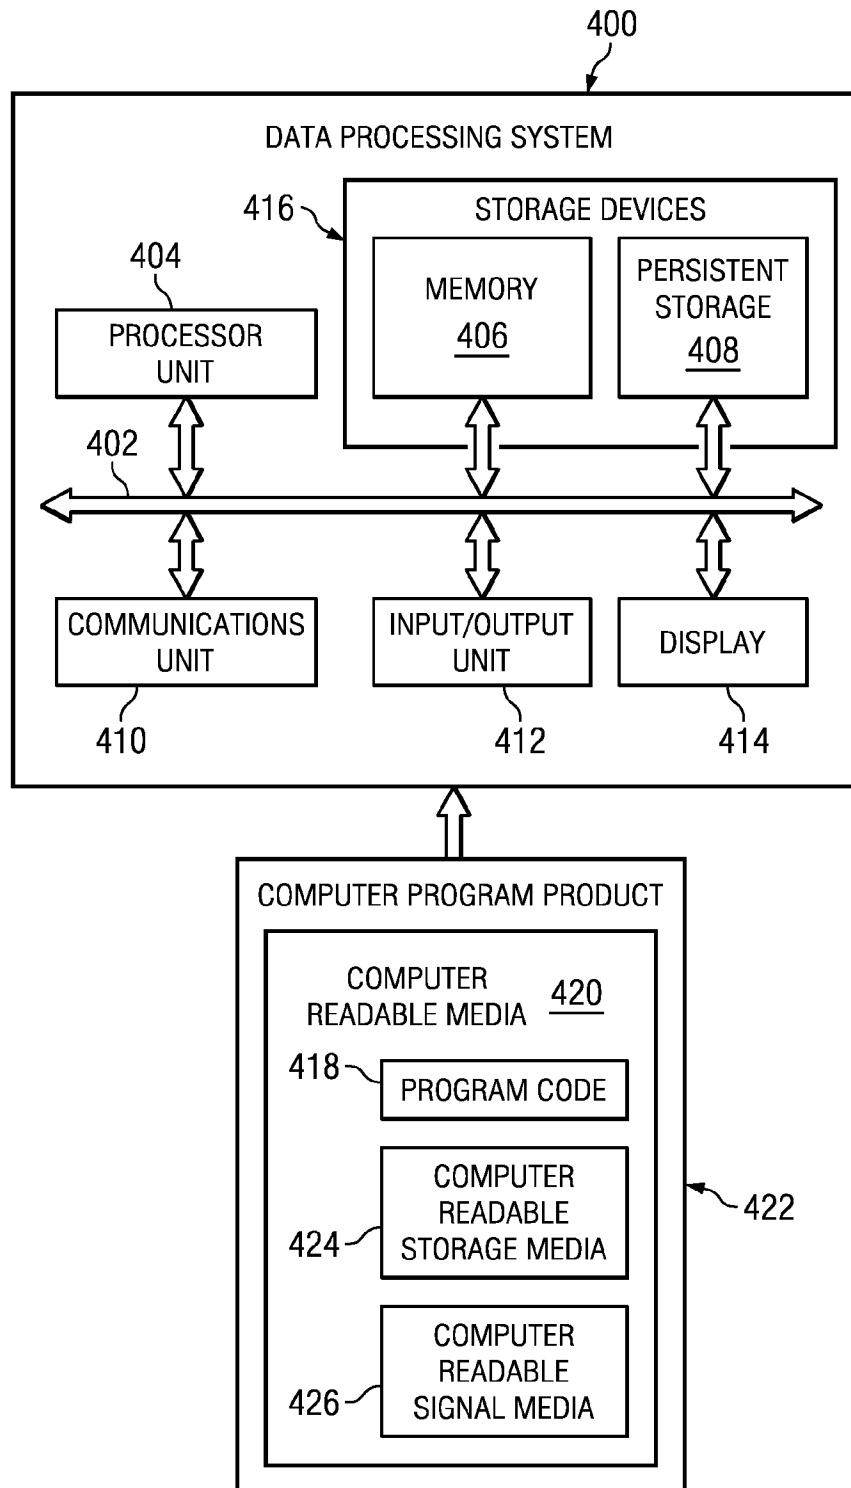 400
DATA PROCESSING SYSTEM
416
STORAGE DEVICES
404
MEMORY
406
PERSISTENT
STORAGE
408
PROCESSOR
UNIT
402
COMMUNICATIONS
UNIT
INPUT/OUTPUT
UNIT
DISPLAY
410
412
414
COMPUTER PROGRAM PRODUCT
COMPUTER
READABLE MEDIA
420
418
PROGRAM CODE
COMPUTER
READABLE
STORAGE MEDIA
424
422
COMPUTER
READABLE
SIGNAL MEDIA
426